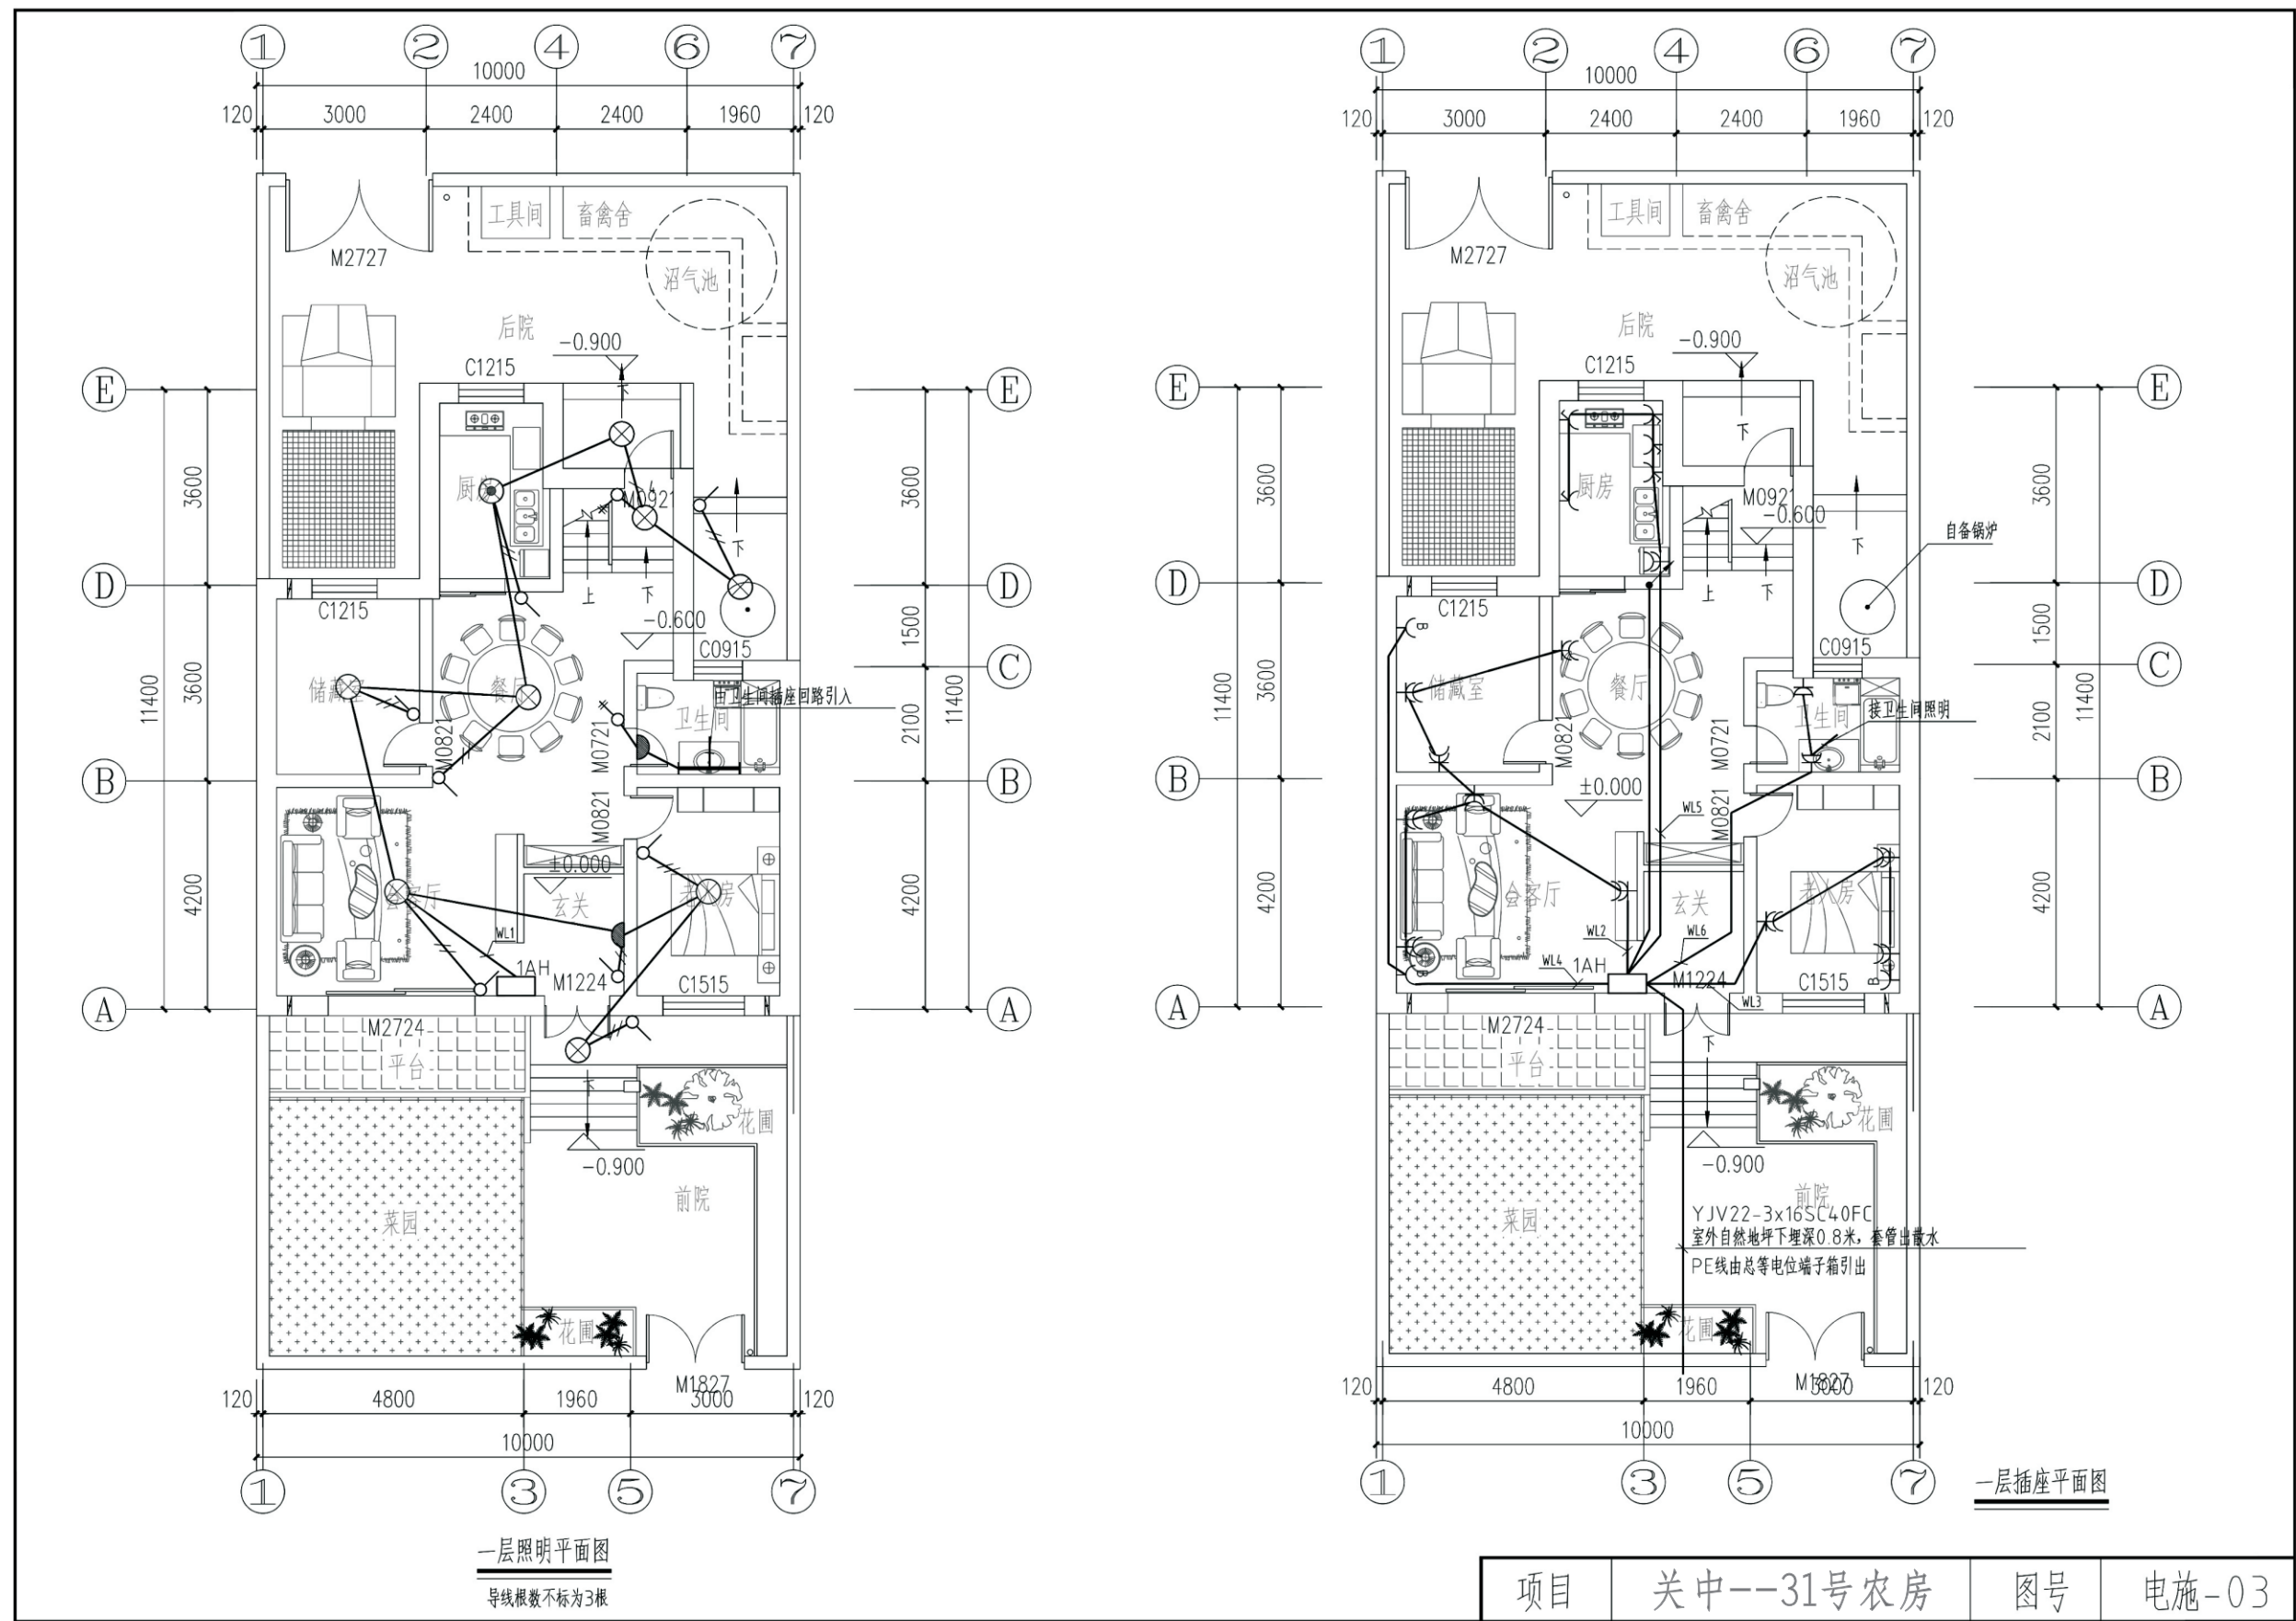 ① ② ④ ⑥ ⑦
10000
120 3000 2400 2400 1960 120
工具间 畜禽舍
M2727
沼气池
后院
-0.900
C1215
下
E E
3600 3600
厨房
M0921
下
上 下
D D
C1215
-0.600
1500
C0915
C
储藏室 餐厅
由卫生间插座回路引入
卫生间
11400 3600 2100 11400
M0821 M0721
B B
M0821
±0.000
会客厅 玄关 老人房
4200 4200
WL1
1AH
M1224 C1515
A A
M2724
平台
下
花圃
-0.900
前院
菜园
花圃
M1827
120 4800 1960 3000 120
10000
① ③ ⑤ ⑦
一层照明平面图
导线根数不标为3根
① ② ④ ⑥ ⑦
10000
120 3000 2400 2400 1960 120
工具间 畜禽舍
M2727
沼气池
后院
-0.900
C1215
下
E E
3600 3600
厨房
M0921
-0.600
自备锅炉
下
上 下
D D
C1215
B
1500
C0915
C
储藏室 餐厅
卫生间
接卫生间照明
11400 3600 2100 11400
M0821 M0721
B B
±0.000
WL5
M0821
会客厅 玄关 老人房
4200 4200
WL2 WL6
WL4 1AH
M1224 C1515
B
WL3
A A
M2724
平台
下
花圃
-0.900
前院
YJV22-3x16SC40FC
室外自然地坪下埋深0.8米，套管出散水
PE线由总等电位端子箱引出
菜园
花圃
M1827
120 4800 1960 3000 120
10000
① ③ ⑤ ⑦
一层插座平面图
项目 关中--31号农房 图号 电施-03